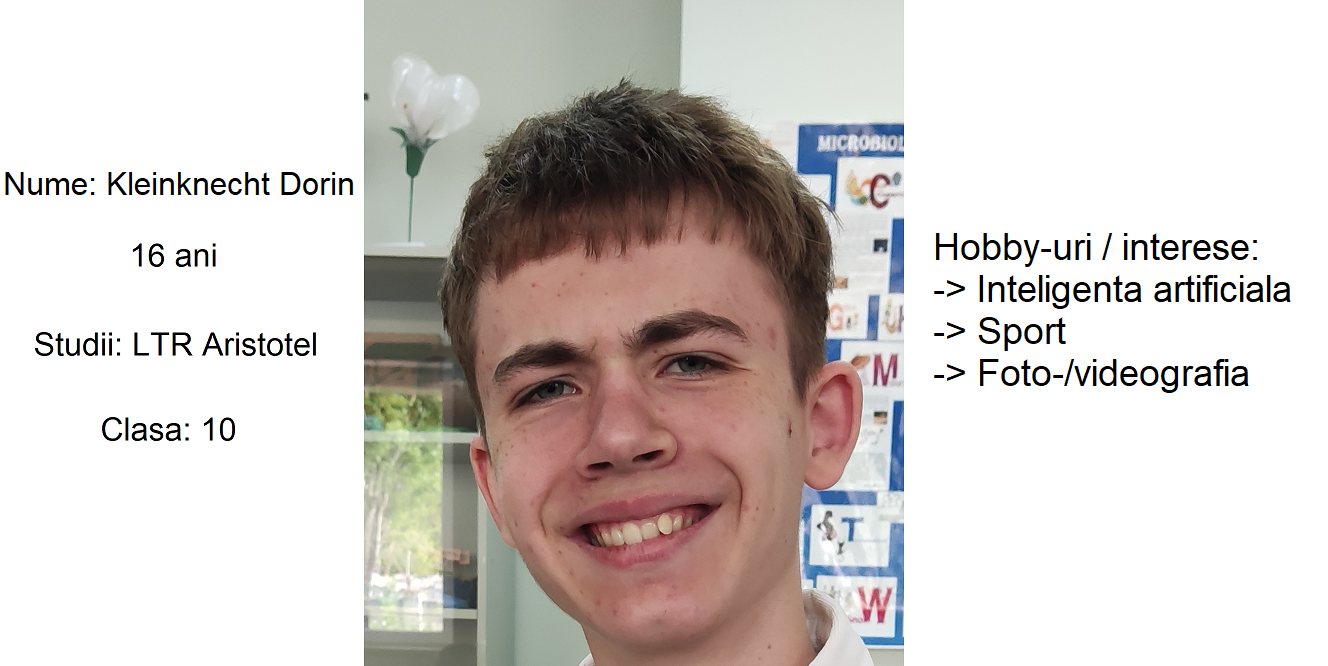 Nume: Kleinknecht Dorin
16 ani
Studii: LTR Aristotel
Clasa: 10
MICROBIOL
C
G
M
T
W
Hobby-uri / interese:
-> Inteligenta artificiala
-> Sport
-> Foto-/videografia